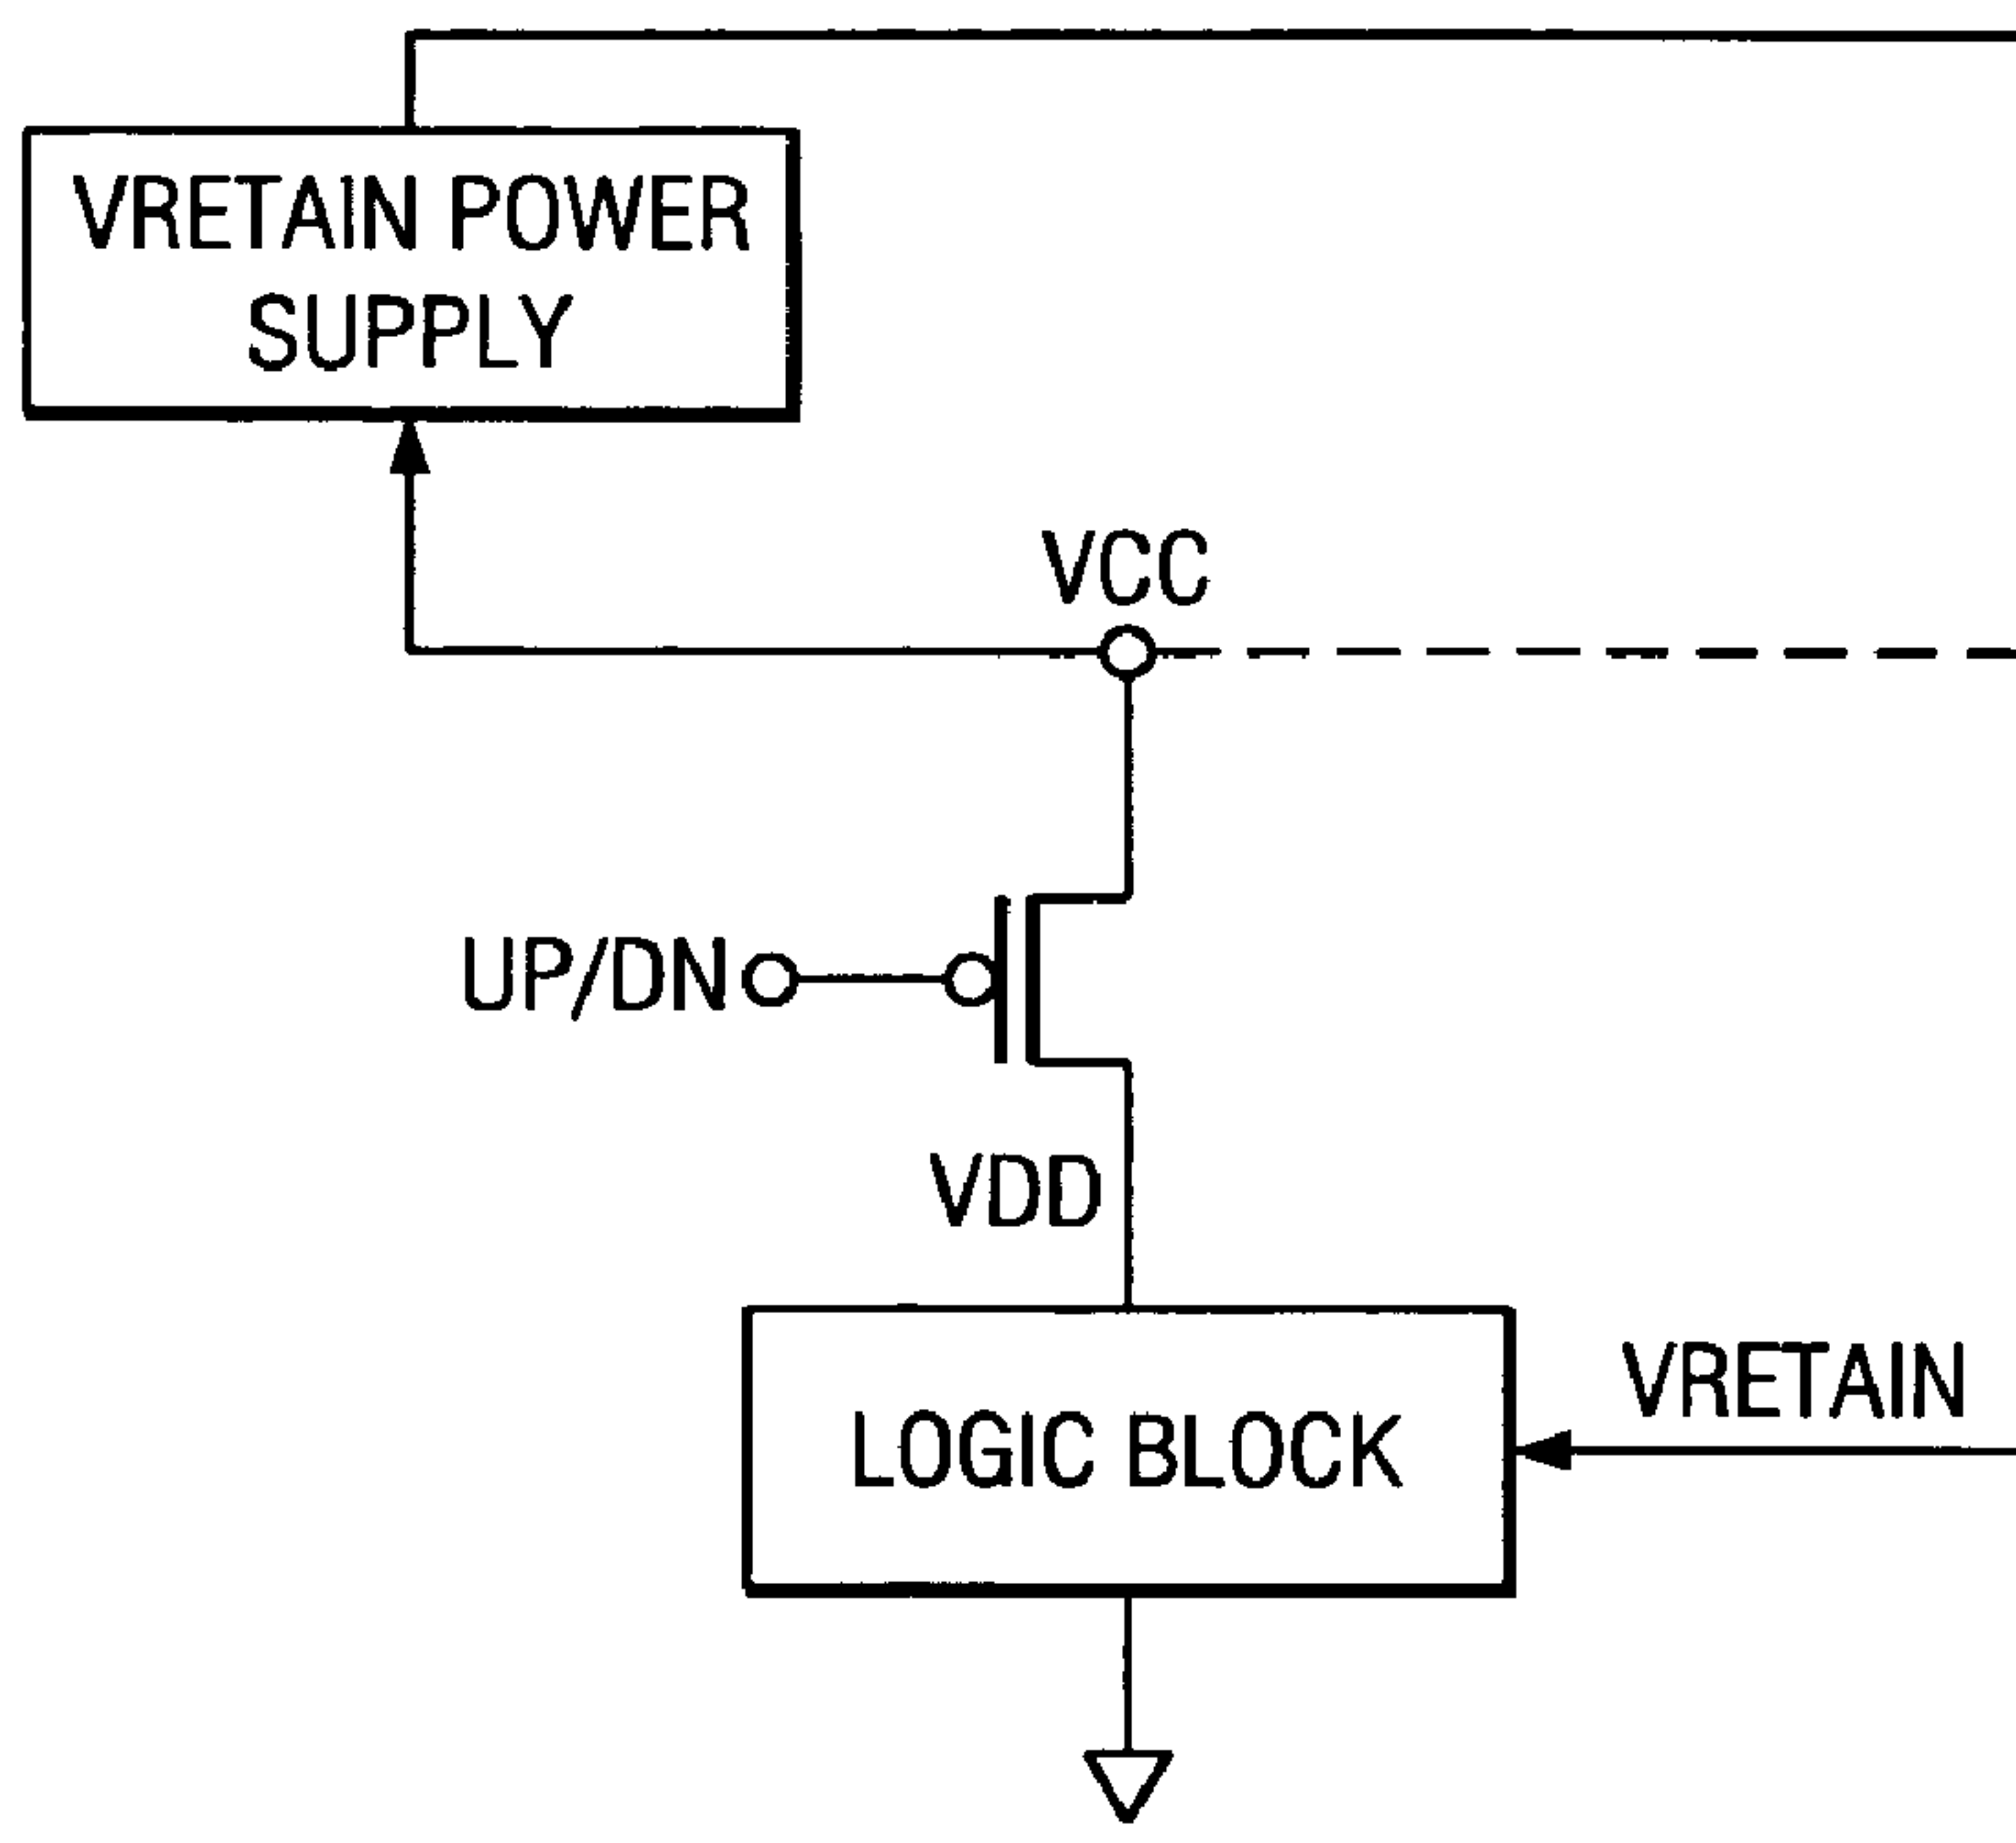 VRETAIN POWER
SUPPLY
VCC
UP/DN
VDD
VRETAIN
LOGIC BLOCK